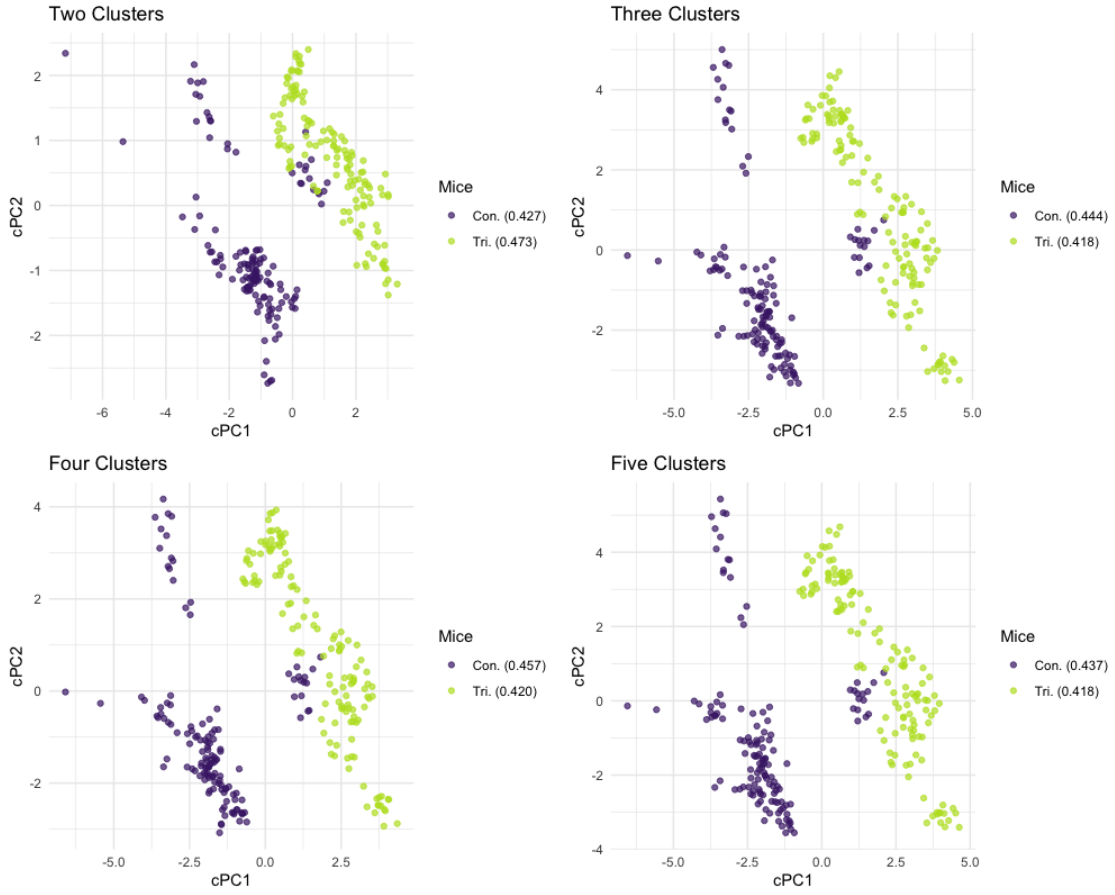 Two Clusters
2
1
0
-1
-2
cPC2
-6
-4
-2
0
2
cPC1
Mice
Con. (0.427)
Tri. (0.473)
Three Clusters
4
2
0
-2
cPC2
-5.0
-2.5
0.0
2.5
5.0
cPC1
Mice
Con. (0.444)
Tri. (0.418)
Four Clusters
4
2
0
-2
cPC2
-5.0
-2.5
0.0
2.5
cPC1
Mice
Con. (0.457)
Tri. (0.420)
Five Clusters
4
2
0
-2
-4
cPC2
-5.0
-2.5
0.0
2.5
5.0
cPC1
Mice
Con. (0.437)
Tri. (0.418)